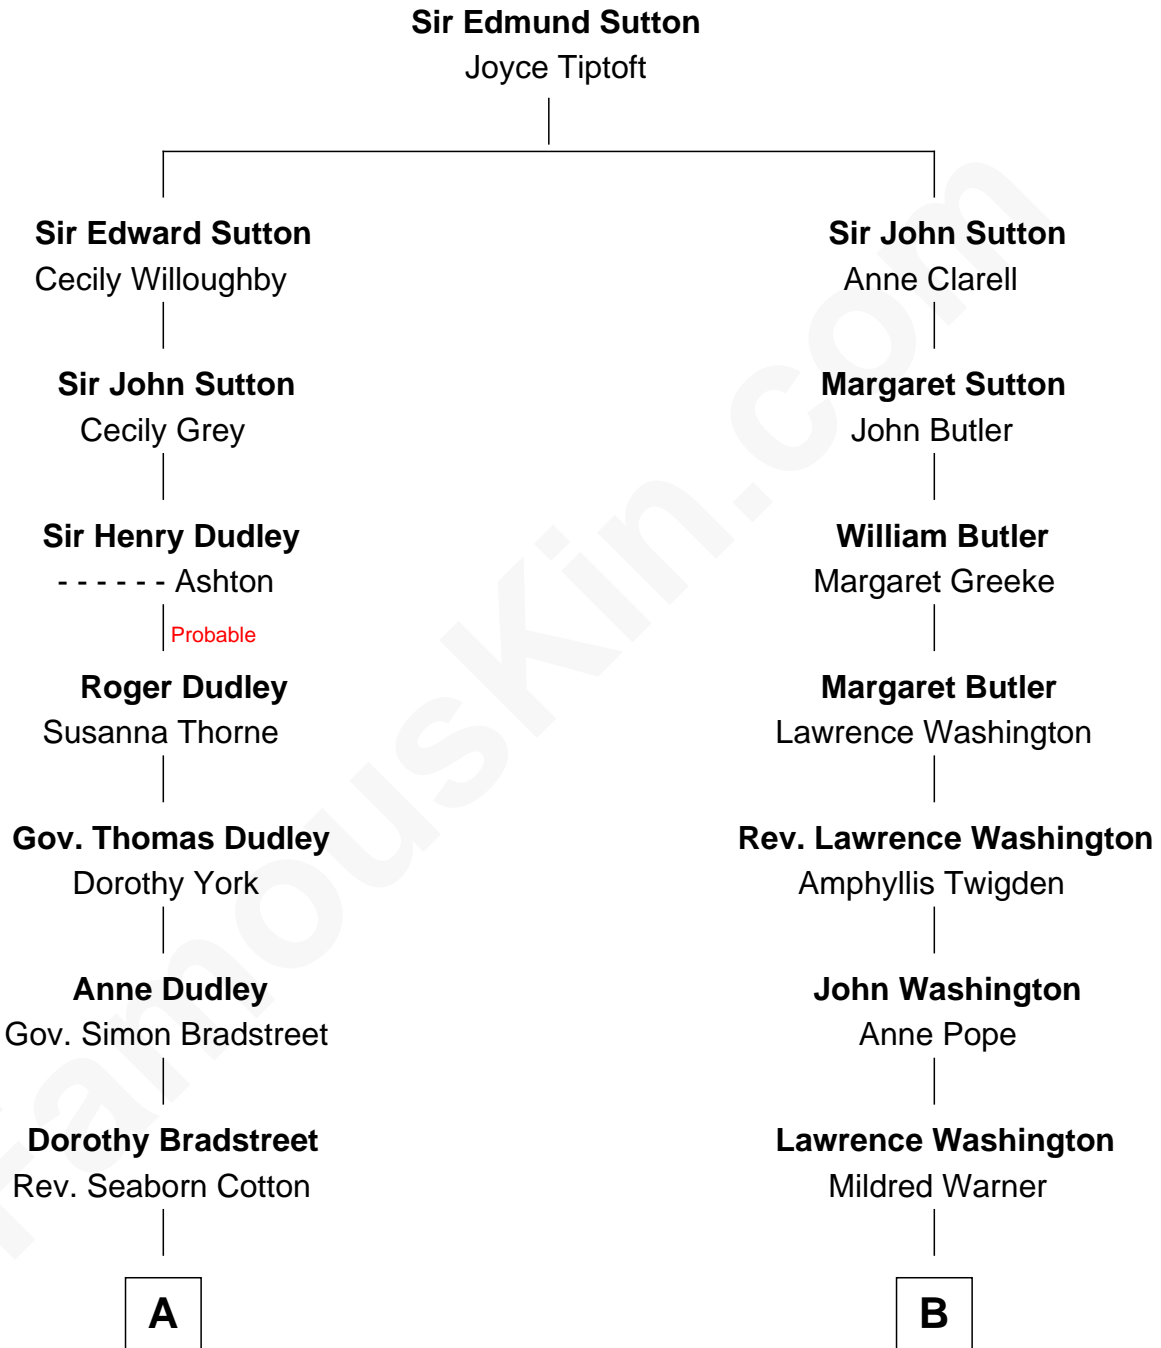 Sir Edmund Sutton
Joyce Tiptoft
Sir Edward Sutton
Cecily Willoughby
Sir John Sutton
Anne Clarell
Sir John Sutton
Cecily Grey
Margaret Sutton
John Butler
Sir Henry Dudley
- - - - - - Ashton
William Butler
Margaret Greeke
Probable
Roger Dudley
Susanna Thorne
Margaret Butler
Lawrence Washington
Gov. Thomas Dudley
Dorothy York
Rev. Lawrence Washington
Amphyllis Twigden
Anne Dudley
Gov. Simon Bradstreet
John Washington
Anne Pope
Dorothy Bradstreet
Rev. Seaborn Cotton
Lawrence Washington
Mildred Warner
A
B
FamousKin.com